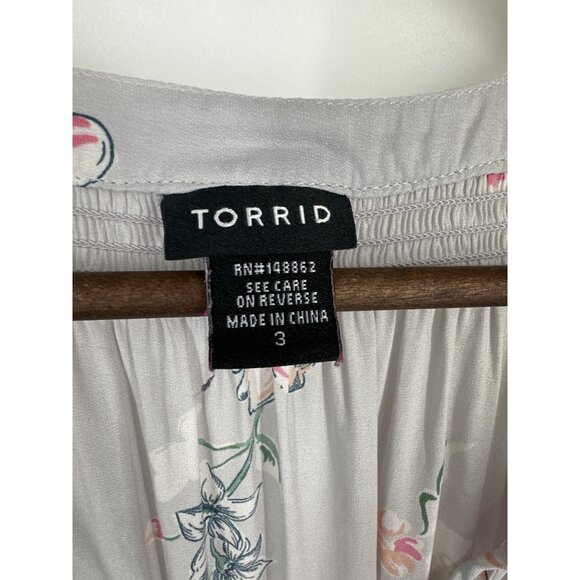 TORRID
RN#148862
SEE CARE
ON REVERSE
MADE IN CHINA
3